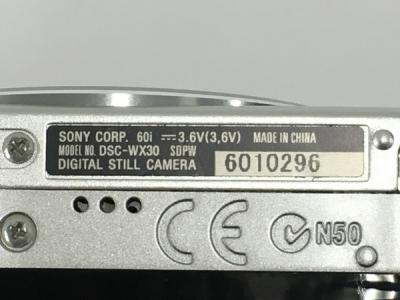 SONY CORP. 60i ⎓3.6V(3,6V) MADE IN CHINA
MODEL NO. DSC-WX30 SDPW
DIGITAL STILL CAMERA 6010296
CE N50